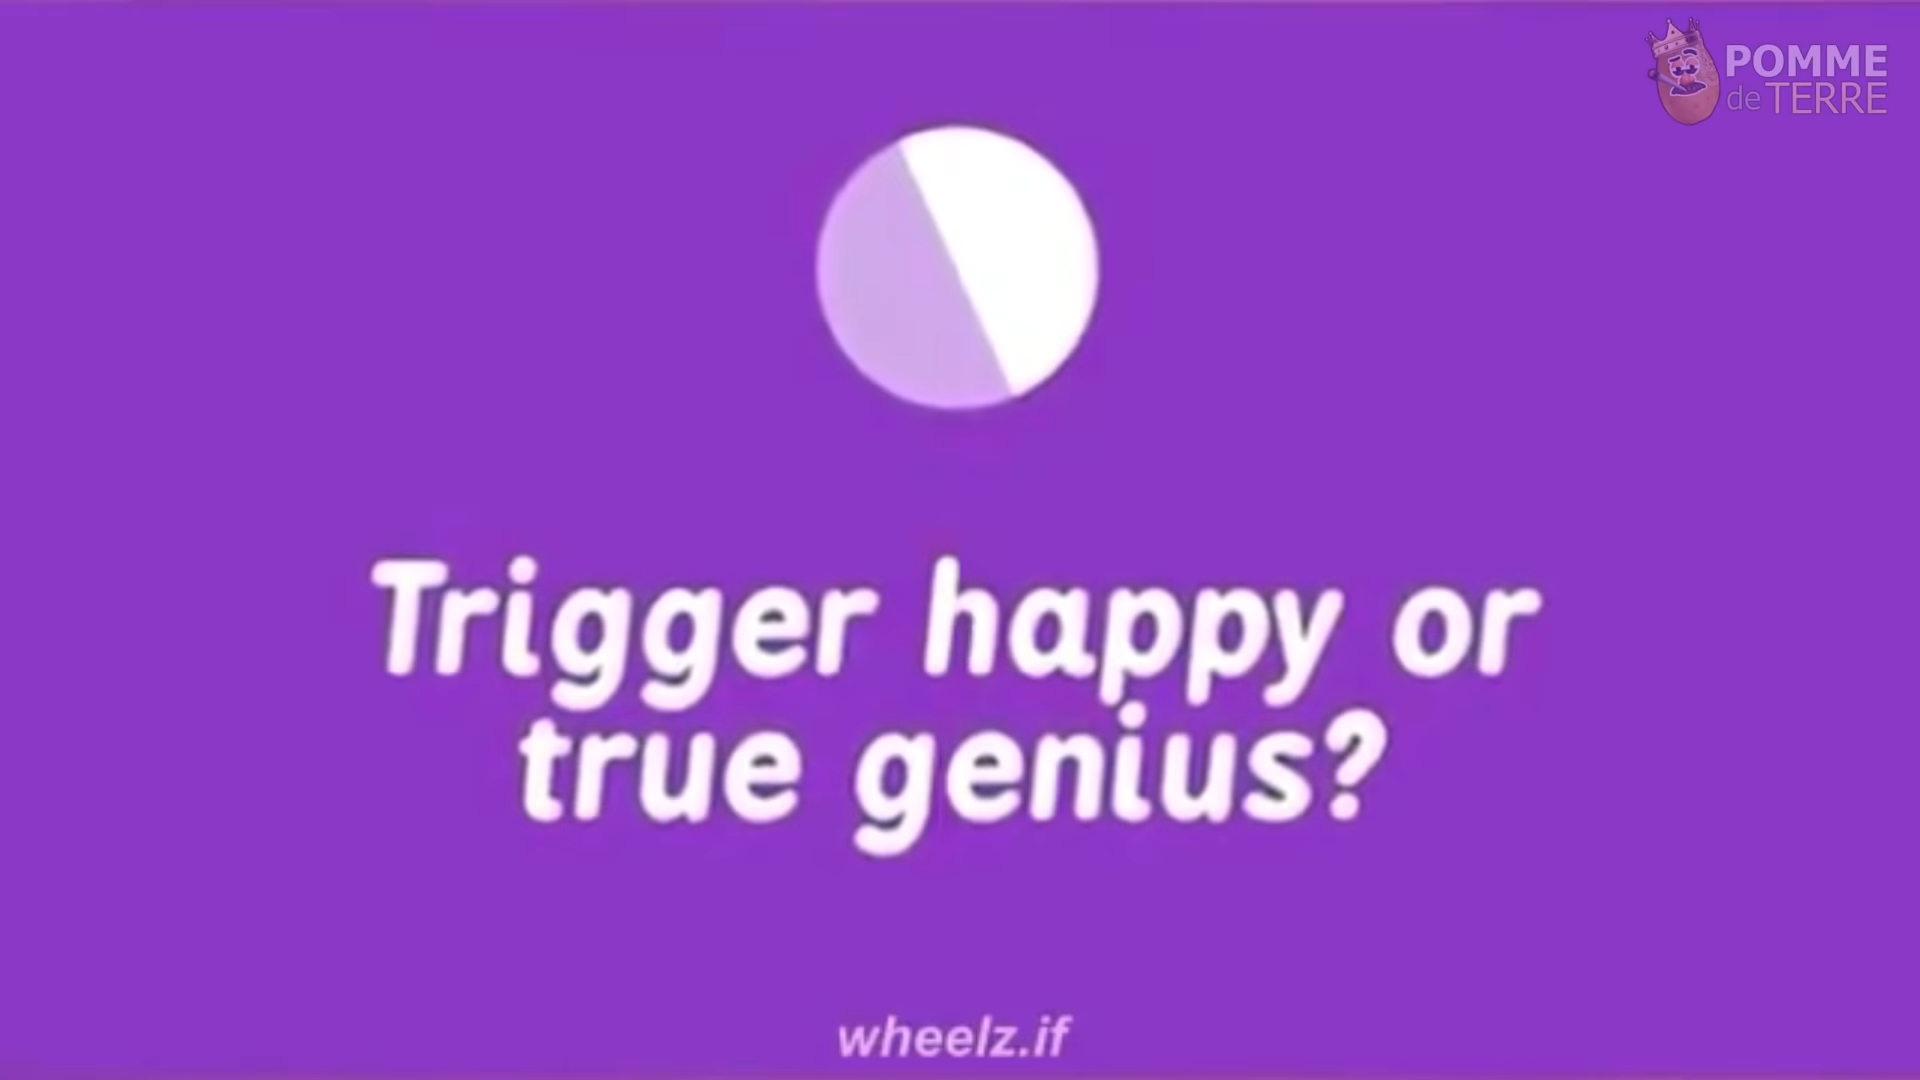 POMME
de TERRE
Trigger happy or
true genius?
wheelz.if